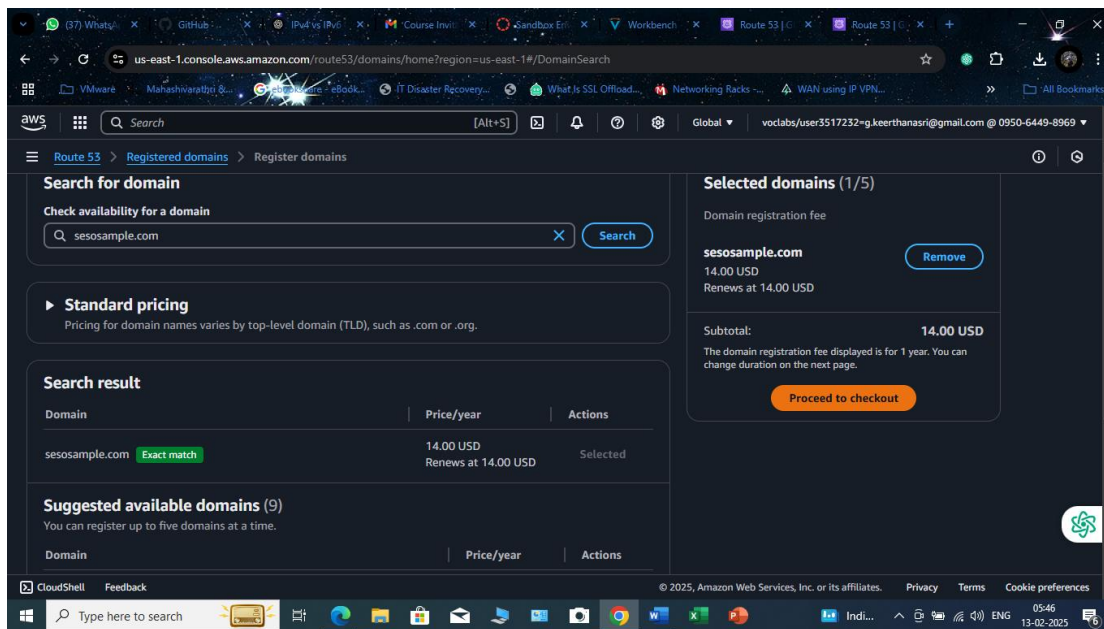 (37) Whats
GitHub
IPv4 vs IPv6
Course Invit
Sandbox En
Workbench
Route 53 | G
Route 53 | G
us-east-1.console.aws.amazon.com/route53/domains/home?region=us-east-1#/DomainSearch
VMware
Mahashivarathri &...
eBook...
IT Disaster Recovery...
What Is SSL Offload...
Networking Racks -...
WAN using IP VPN...
»
All Bookmarks
aws
Search
[Alt+S]
Global ▼
voclabs/user3517232=g.keerthanasri@gmail.com @ 0950-6449-8969 ▼
Route 53 > Registered domains > Register domains
Search for domain
Check availability for a domain
sesosample.com
Search
Standard pricing
Pricing for domain names varies by top-level domain (TLD), such as .com or .org.
Search result
Domain Price/year Actions
sesosample.com Exact match 14.00 USD Selected
Renews at 14.00 USD
Suggested available domains (9)
You can register up to five domains at a time.
Domain Price/year Actions
Selected domains (1/5)
Domain registration fee
sesosample.com Remove
14.00 USD
Renews at 14.00 USD
Subtotal: 14.00 USD
The domain registration fee displayed is for 1 year. You can
change duration on the next page.
Proceed to checkout
CloudShell Feedback
© 2025, Amazon Web Services, Inc. or its affiliates. Privacy Terms Cookie preferences
Type here to search
Indi...
ENG
05:46
13-02-2025
6